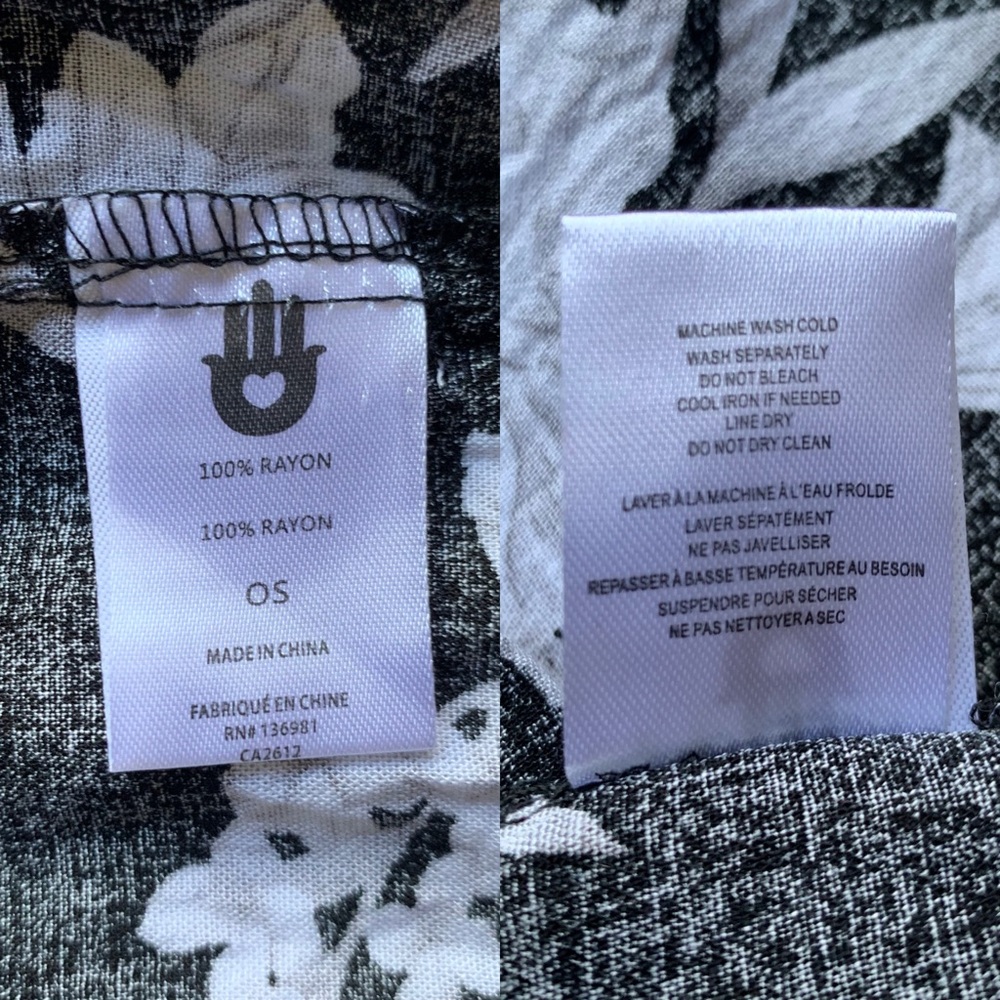 100% RAYON
100% RAYON
OS
MADE IN CHINA
FABRIQUÉ EN CHINE
RN# 136981
CA2612
MACHINE WASH COLD
WASH SEPARATELY
DO NOT BLEACH
COOL IRON IF NEEDED
LINE DRY
DO NOT DRY CLEAN
LAVER À LA MACHINE À L'EAU FROLDE
LAVER SÉPATÉMENT
NE PAS JAVELLISER
REPASSER À BASSE TEMPÉRATURE AU BESOIN
SUSPENDRE POUR SÉCHER
NE PAS NETTOYER A SEC